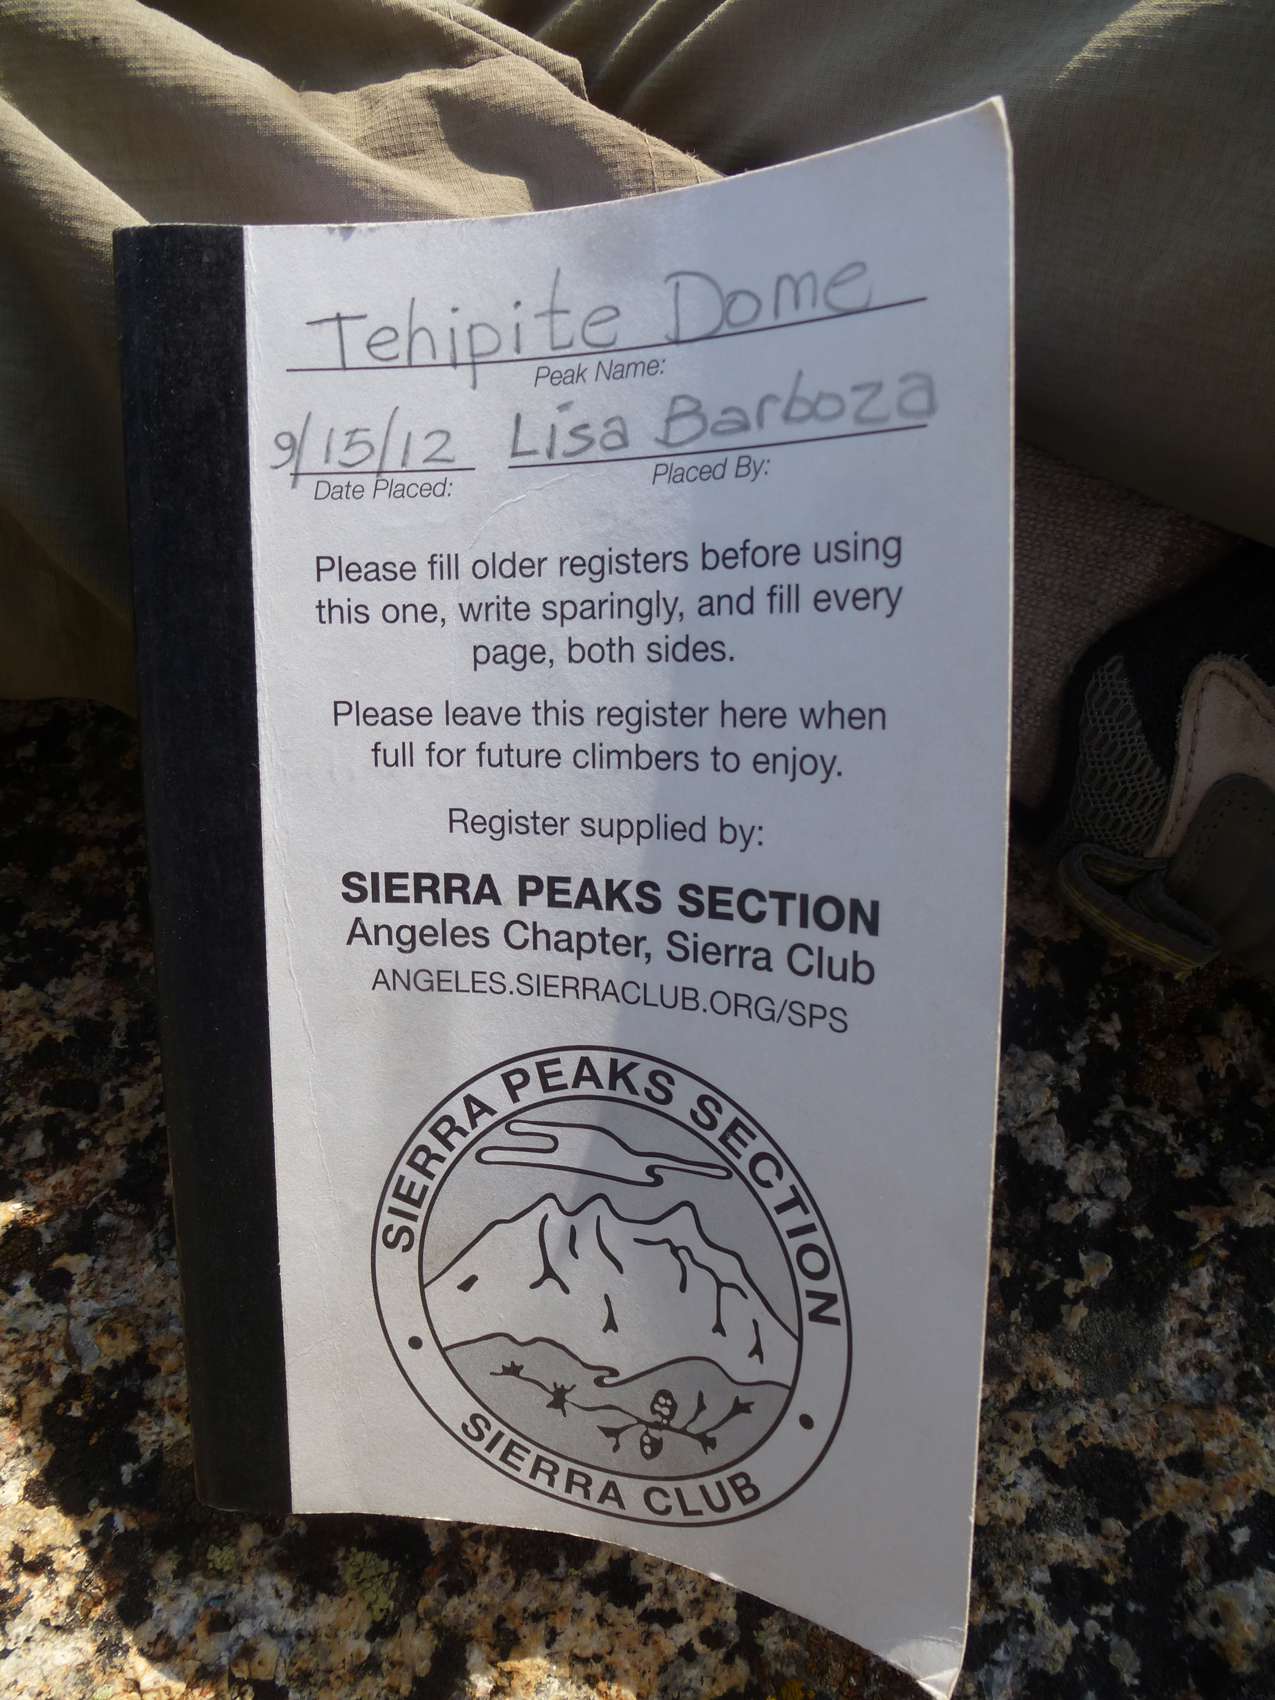 Tehipite Dome
Peak Name:
9/15/12 Lisa Barboza
Date Placed: Placed By:
Please fill older registers before using
this one, write sparingly, and fill every
page, both sides.
Please leave this register here when
full for future climbers to enjoy.
Register supplied by:
SIERRA PEAKS SECTION
Angeles Chapter, Sierra Club
ANGELES.SIERRACLUB.ORG/SPS
SIERRA PEAKS SECTION
SIERRA CLUB